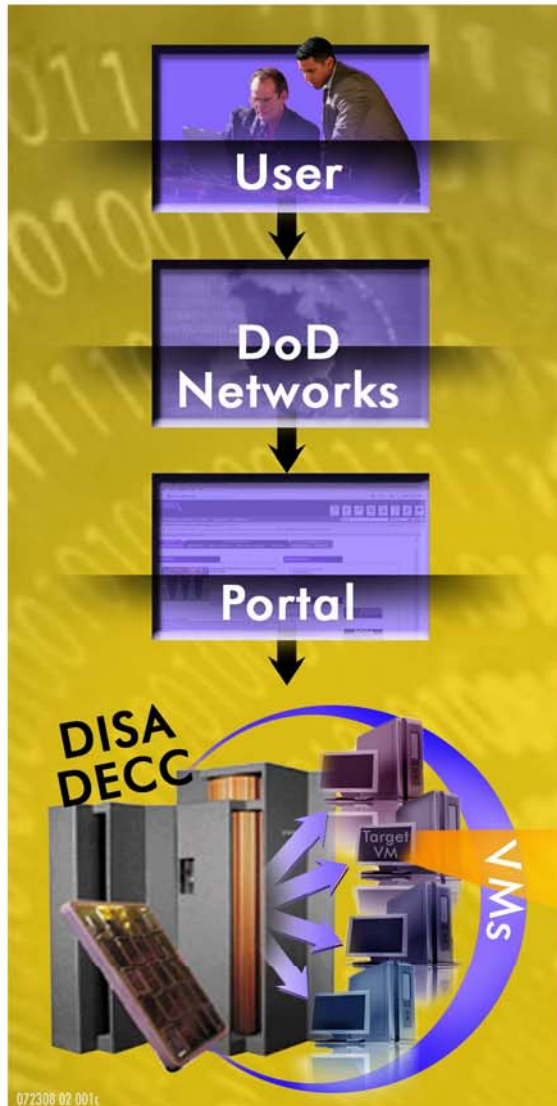 User
DoD
Networks
Portal
DISA
DECC
Target
VM
VMs
072308 02 001c